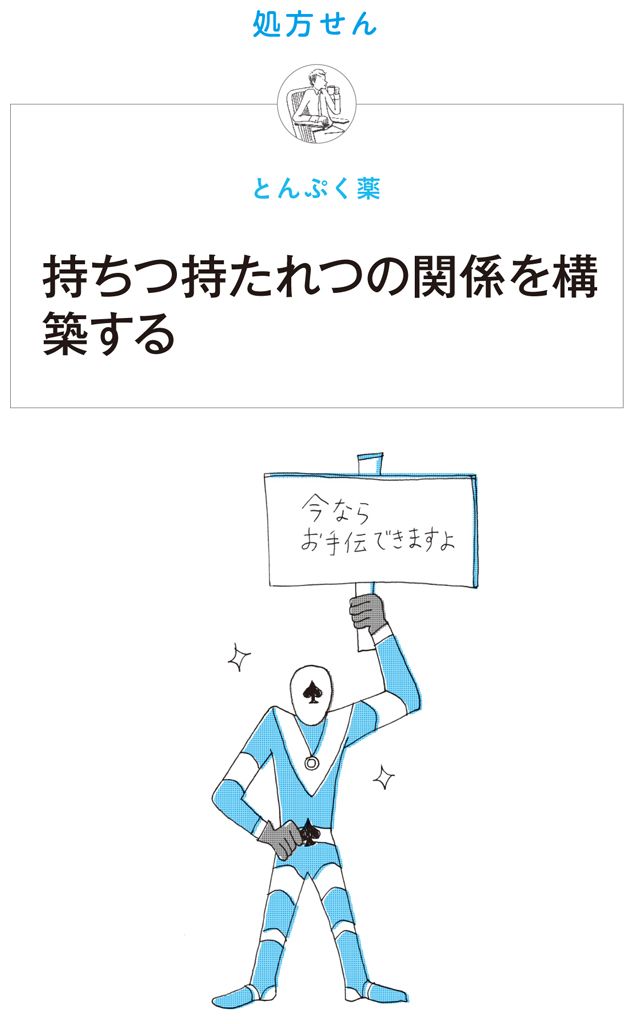 処方せん
とんぷく薬
持ちつ持たれつの関係を構
築する
今なら
お手伝できますよ